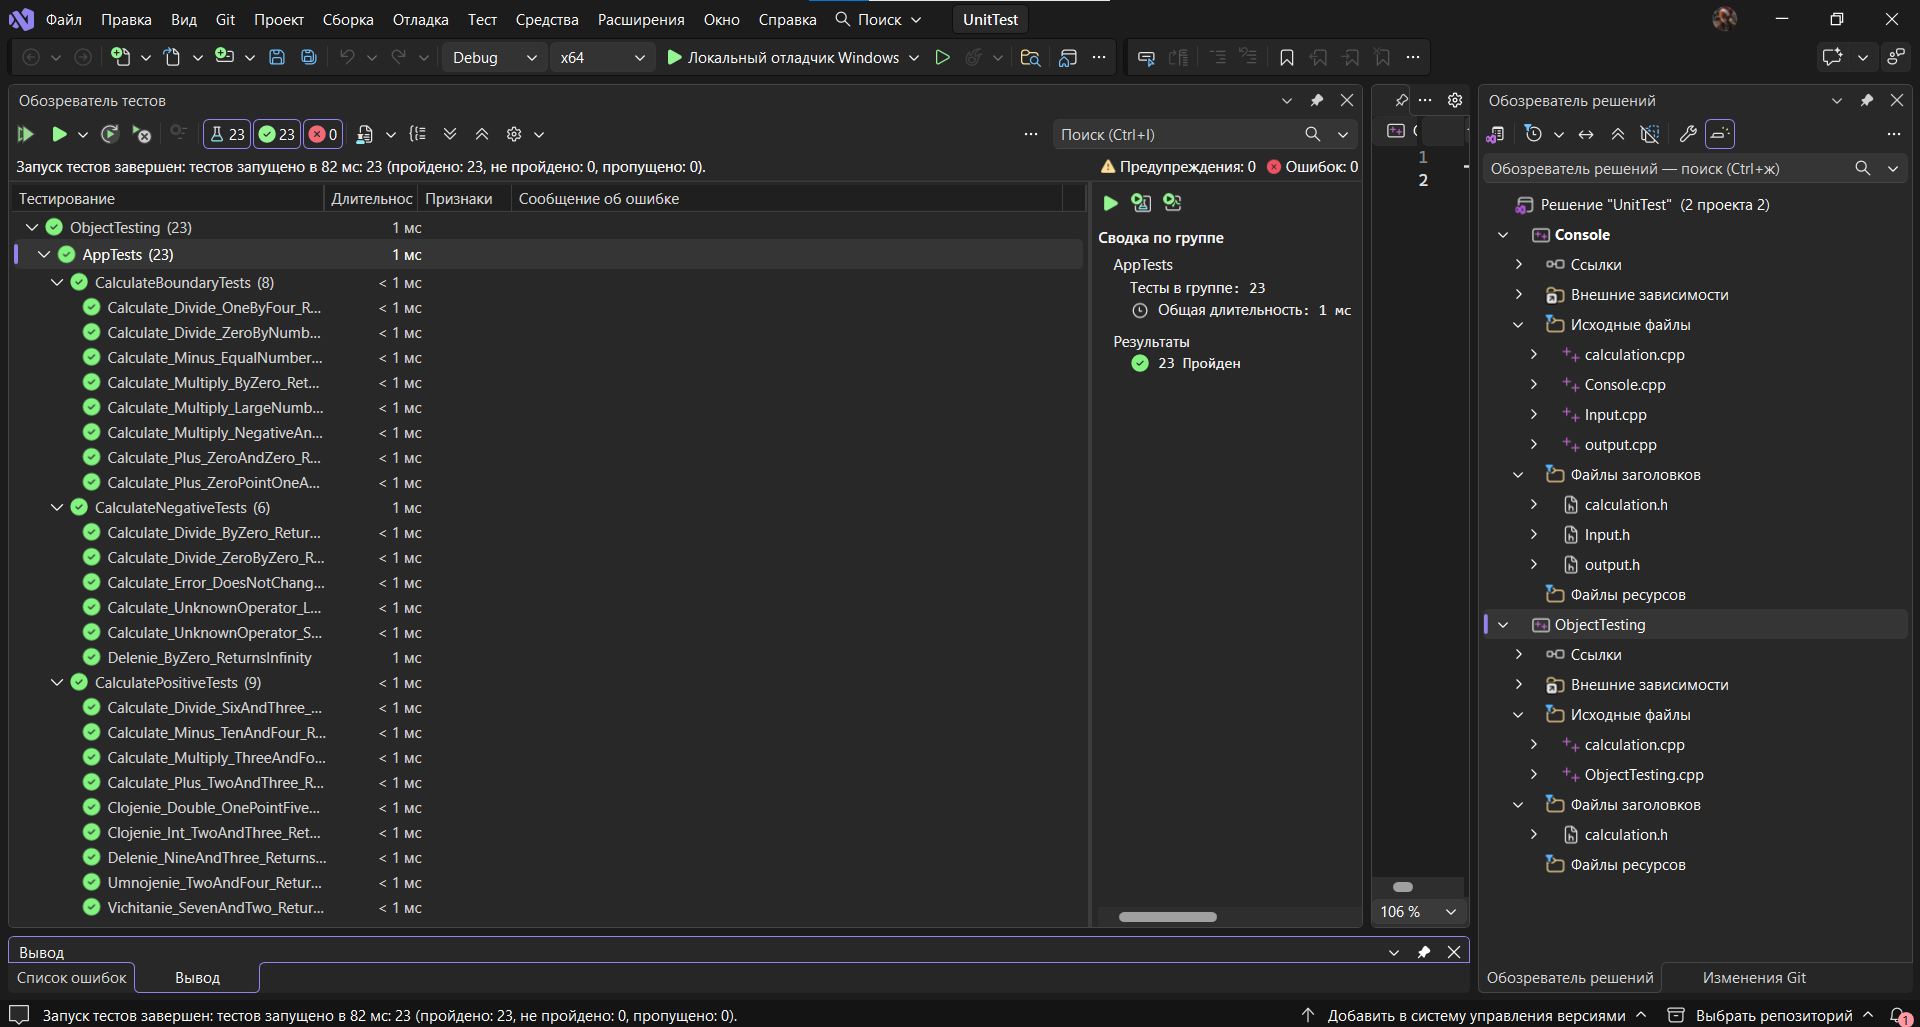 Файл Правка Вид Git Проект Сборка Отладка Тест Средства Расширения Окно Справка Поиск UnitTest
Debug x64 Локальный отладчик Windows
Обозреватель тестов
23 23 0
Поиск (Ctrl+I)
Запуск тестов завершен: тестов запущено в 82 мс: 23 (пройдено: 23, не пройдено: 0, пропущено: 0).
Предупреждения: 0 Ошибок: 0
Тестирование Длительнос Признаки Сообщение об ошибке
ObjectTesting (23) 1 мс
AppTests (23) 1 мс
CalculateBoundaryTests (8) < 1 мс
Calculate_Divide_OneByFour_R... < 1 мс
Calculate_Divide_ZeroByNumb... < 1 мс
Calculate_Minus_EqualNumber... < 1 мс
Calculate_Multiply_ByZero_Ret... < 1 мс
Calculate_Multiply_LargeNumb... < 1 мс
Calculate_Multiply_NegativeAn... < 1 мс
Calculate_Plus_ZeroAndZero_R... < 1 мс
Calculate_Plus_ZeroPointOneA... < 1 мс
CalculateNegativeTests (6) 1 мс
Calculate_Divide_ByZero_Retur... < 1 мс
Calculate_Divide_ZeroByZero_R... < 1 мс
Calculate_Error_DoesNotChang... < 1 мс
Calculate_UnknownOperator_L... < 1 мс
Calculate_UnknownOperator_S... < 1 мс
Delenie_ByZero_ReturnsInfinity 1 мс
CalculatePositiveTests (9) < 1 мс
Calculate_Divide_SixAndThree_... < 1 мс
Calculate_Minus_TenAndFour_R... < 1 мс
Calculate_Multiply_ThreeAndFo... < 1 мс
Calculate_Plus_TwoAndThree_R... < 1 мс
Clojenie_Double_OnePointFive... < 1 мс
Clojenie_Int_TwoAndThree_Ret... < 1 мс
Delenie_NineAndThree_Returns... < 1 мс
Umnojenie_TwoAndFour_Retur... < 1 мс
Vichitanie_SevenAndTwo_Retur... < 1 мс
Сводка по группе
AppTests
Тесты в группе: 23
Общая длительность: 1 мс
Результаты
23 Пройден
1
2
106 %
Обозреватель решений
Обозреватель решений — поиск (Ctrl+ж)
Решение "UnitTest" (2 проекта 2)
Console
Ссылки
Внешние зависимости
Исходные файлы
calculation.cpp
Console.cpp
Input.cpp
output.cpp
Файлы заголовков
calculation.h
Input.h
output.h
Файлы ресурсов
ObjectTesting
Ссылки
Внешние зависимости
Исходные файлы
calculation.cpp
ObjectTesting.cpp
Файлы заголовков
calculation.h
Файлы ресурсов
Вывод
Список ошибок Вывод
Обозреватель решений Изменения Git
Запуск тестов завершен: тестов запущено в 82 мс: 23 (пройдено: 23, не пройдено: 0, пропущено: 0).
Добавить в систему управления версиями Выбрать репозиторий 1